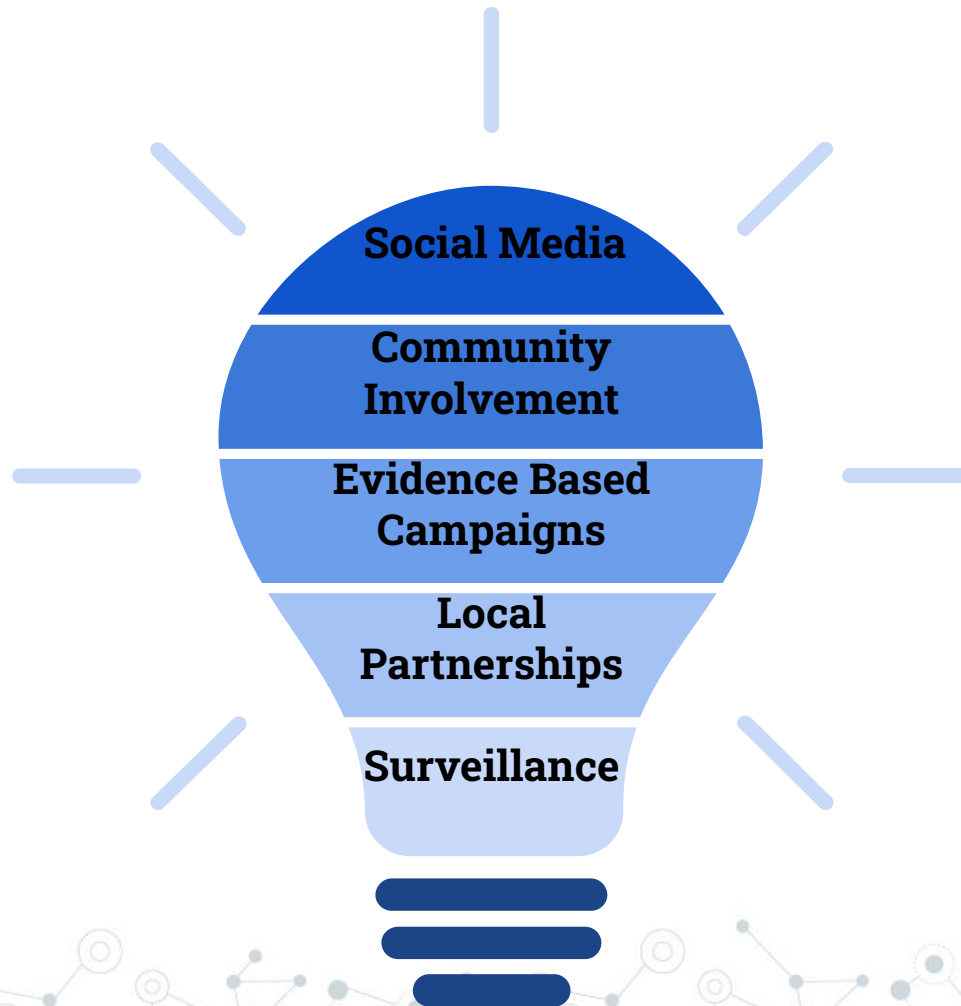 Social Media
Community
Involvement
Evidence Based
Campaigns
Local
Partnerships
Surveillance